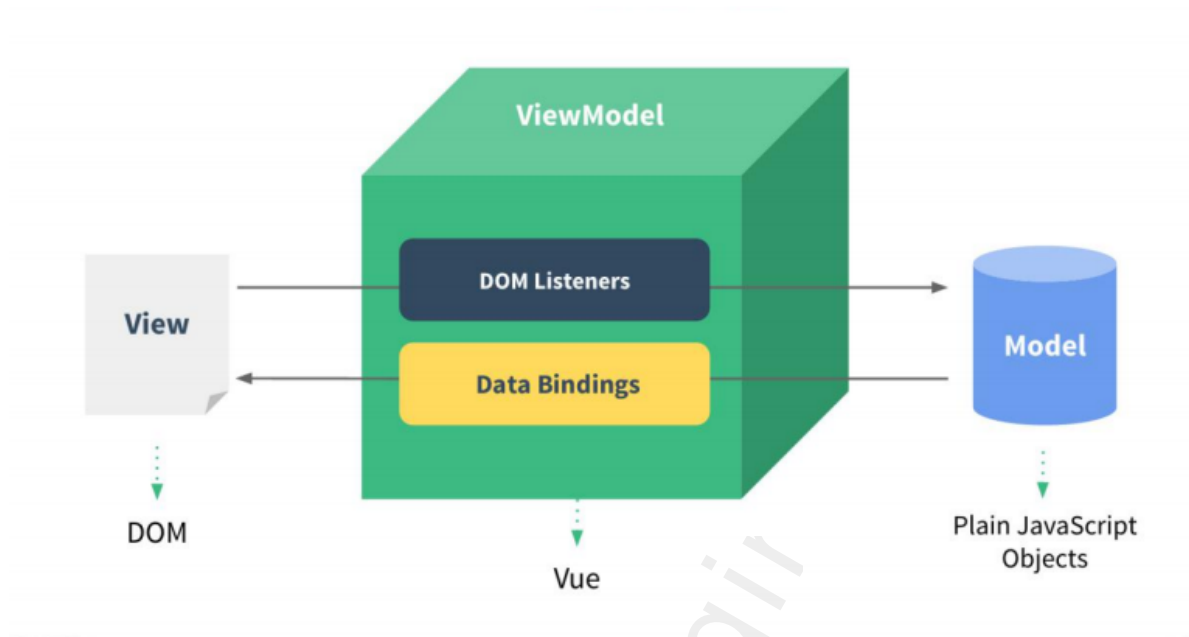 ViewModel
DOM Listeners
View
Model
Data Bindings
DOM
Plain JavaScript
Objects
Vue